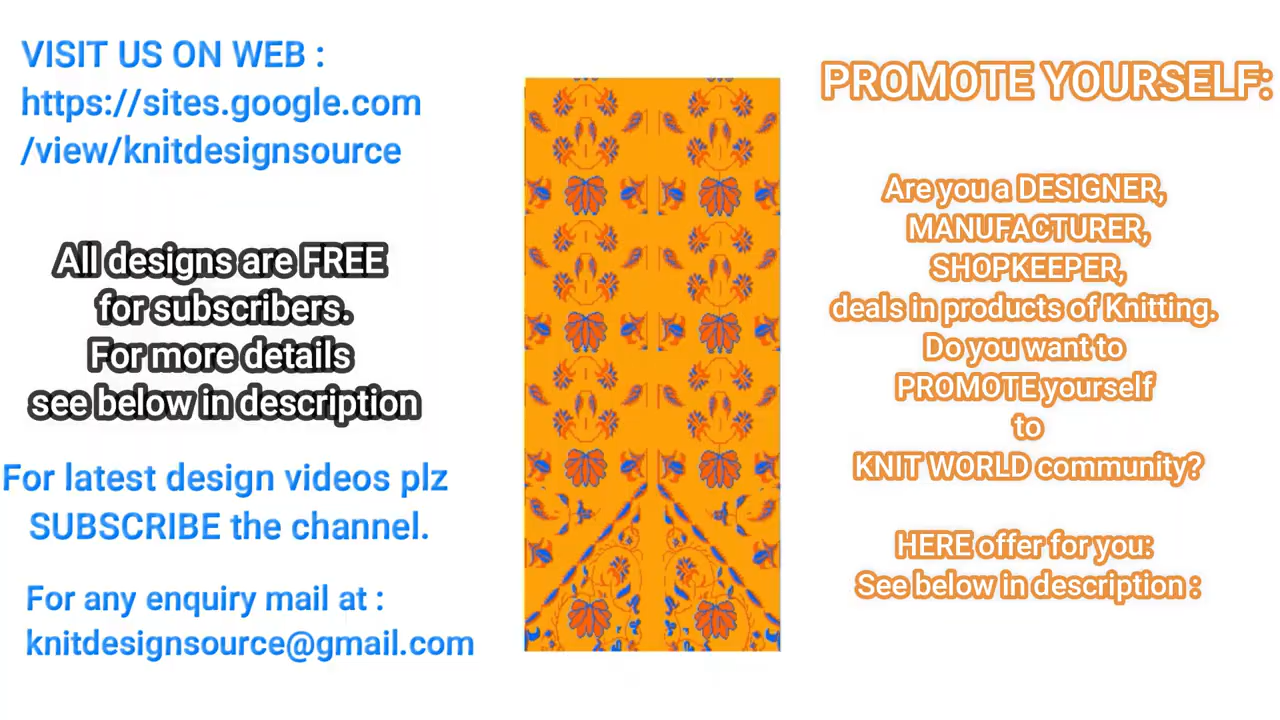 VISIT US ON WEB :
https://sites.google.com
/view/knitdesignsource
All designs are FREE
for subscribers.
For more details
see below in description
For latest design videos plz
SUBSCRIBE the channel.
For any enquiry mail at :
knitdesignsource@gmail.com
PROMOTE YOURSELF:
Are you a DESIGNER,
MANUFACTURER,
SHOPKEEPER,
deals in products of Knitting.
Do you want to
PROMOTE yourself
to
KNIT WORLD community?
HERE offer for you:
See below in description :